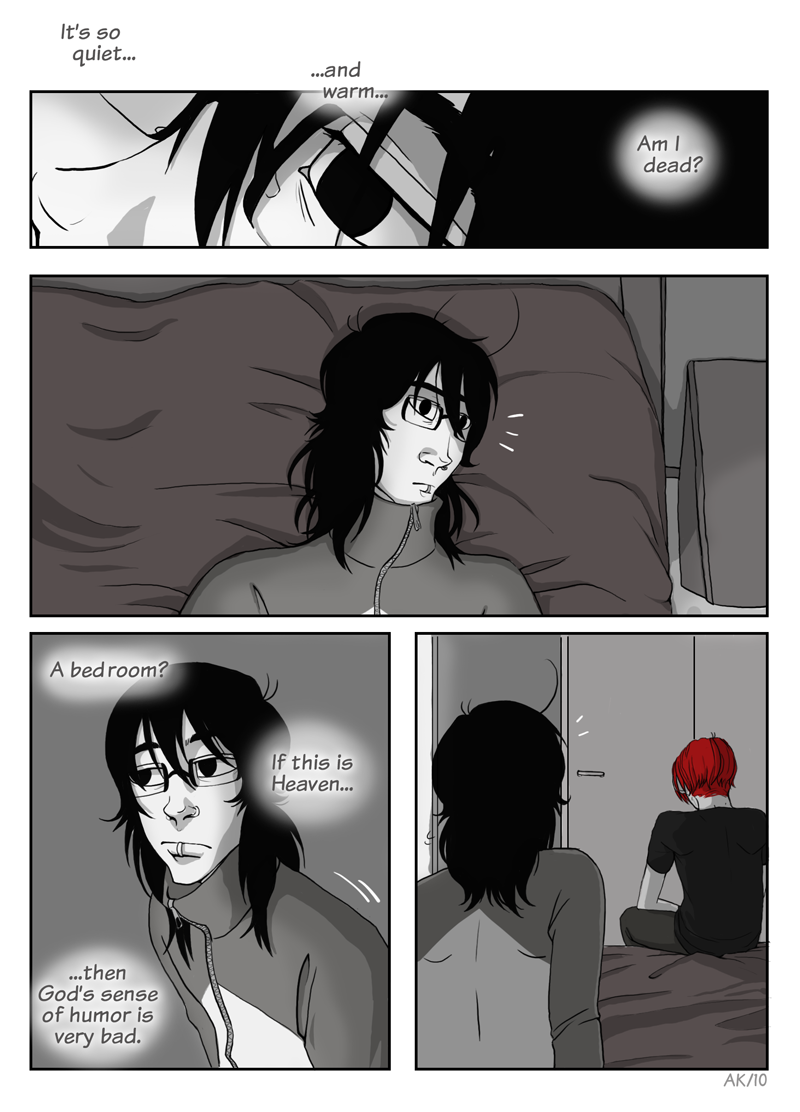 It's so
quiet...
...and
warm...
Am I
dead?
A bedroom?
If this is
Heaven...
...then
God's sense
of humor is
very bad.
AK/10